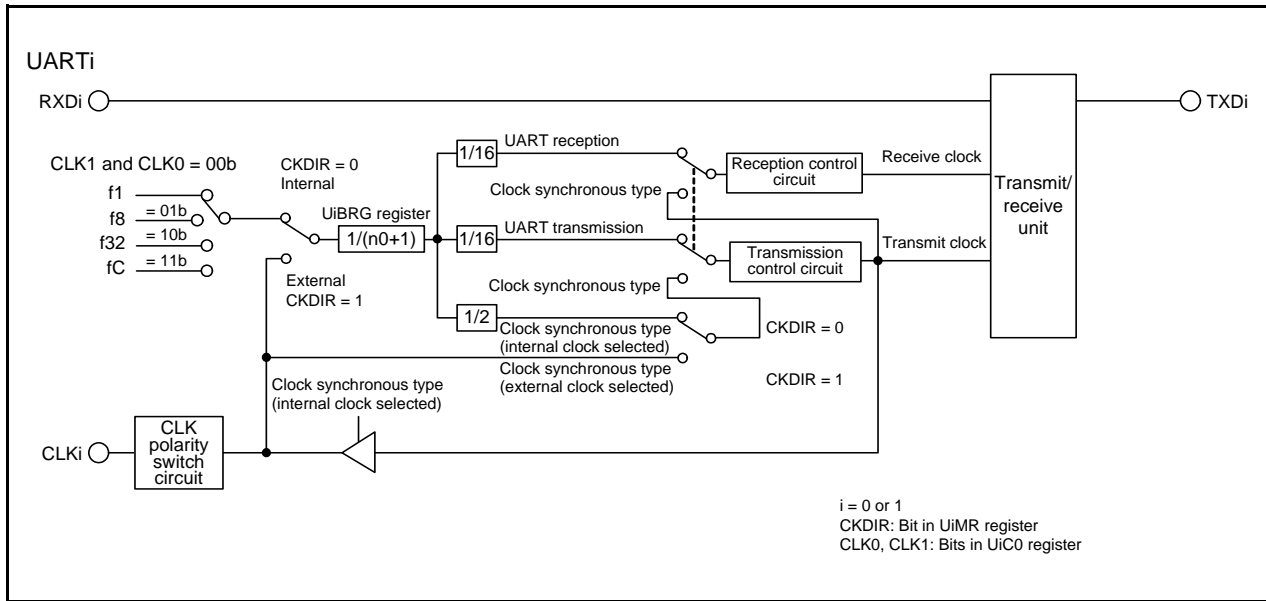 UARTi
RXDi
TXDi
CLK1 and CLK0 = 00b
f1
f8
= 01b
f32
= 10b
fC
= 11b
CKDIR = 0
Internal
External
CKDIR = 1
UiBRG register
1/(n0+1)
1/16
UART reception
Clock synchronous type
1/16
UART transmission
Clock synchronous type
1/2
Clock synchronous type
(internal clock selected)
Clock synchronous type
(external clock selected)
CKDIR = 0
CKDIR = 1
Reception control
circuit
Receive clock
Transmission
control circuit
Transmit clock
Transmit/
receive
unit
Clock synchronous type
(internal clock selected)
CLKi
CLK
polarity
switch
circuit
i = 0 or 1
CKDIR: Bit in UiMR register
CLK0, CLK1: Bits in UiC0 register